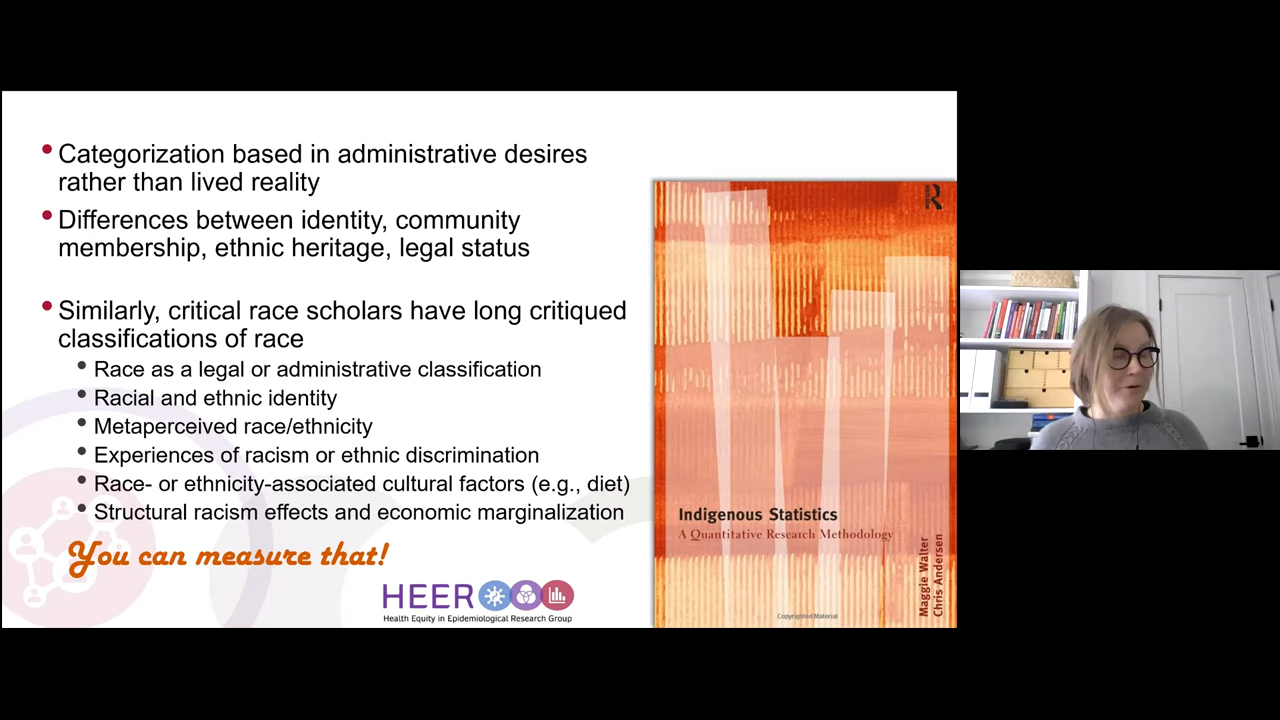 Categorization based in administrative desires
rather than lived reality
Differences between identity, community
membership, ethnic heritage, legal status
Similarly, critical race scholars have long critiqued
classifications of race
Race as a legal or administrative classification
Racial and ethnic identity
Metaperceived race/ethnicity
Experiences of racism or ethnic discrimination
Race- or ethnicity-associated cultural factors (e.g., diet)
Structural racism effects and economic marginalization
You can measure that!
HEER
Health Equity in Epidemiological Research Group
R
Indigenous Statistics
A Quantitative Research Methodology
Maggie Walter
Chris Andersen
Copyrighted Material